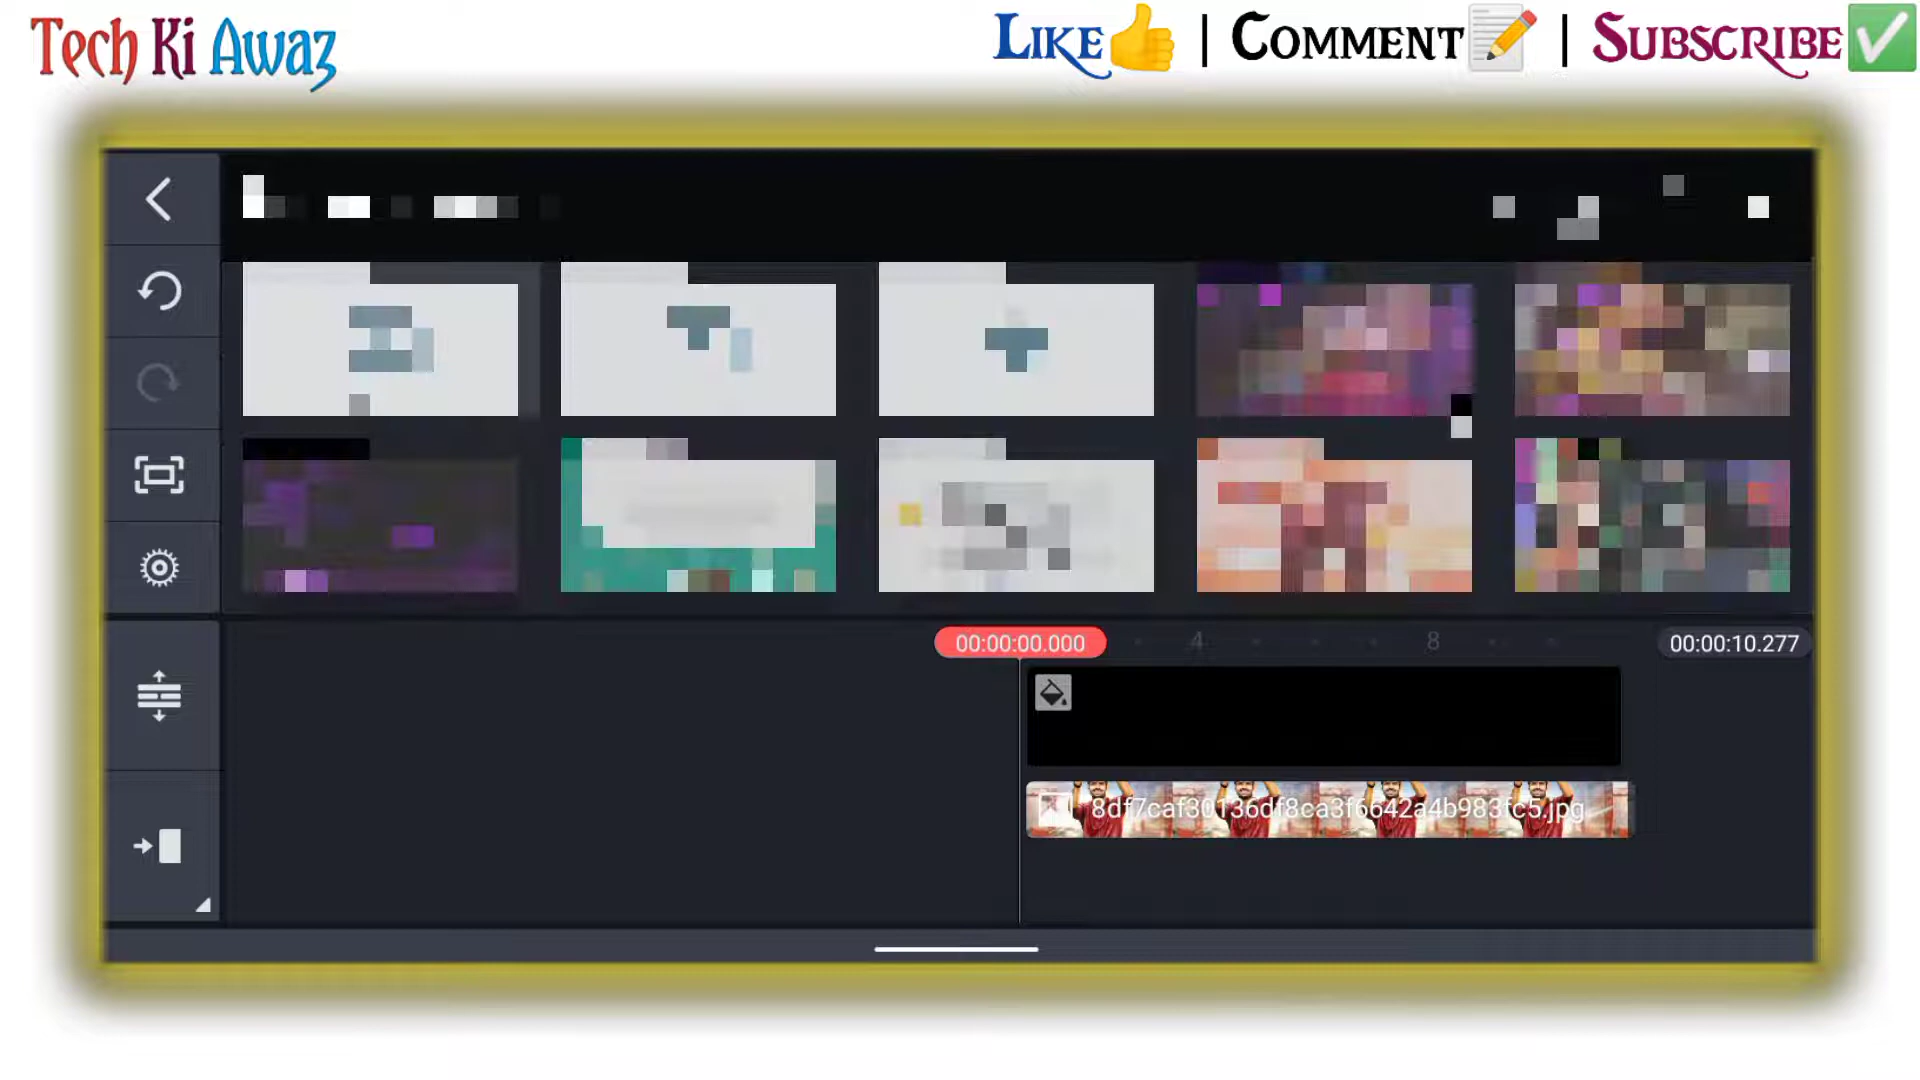 Tech Ki Awaz
Like | Comment | Subscribe
00:00:00.000
4
8
00:00:10.277
8df7caf30136df8ca3f6642a4b983fc5.jpg